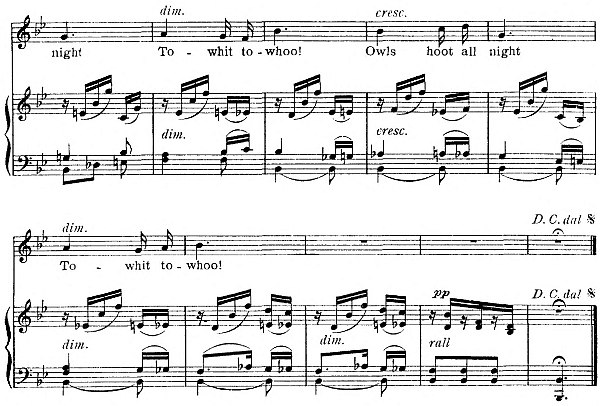 dim. cresc.
night To - whit to - whoo! Owls hoot all night
dim. cresc.
dim. D. C. dal 𝄋
To - whit to - whoo!
pp D. C. dal 𝄋
dim. dim. rall